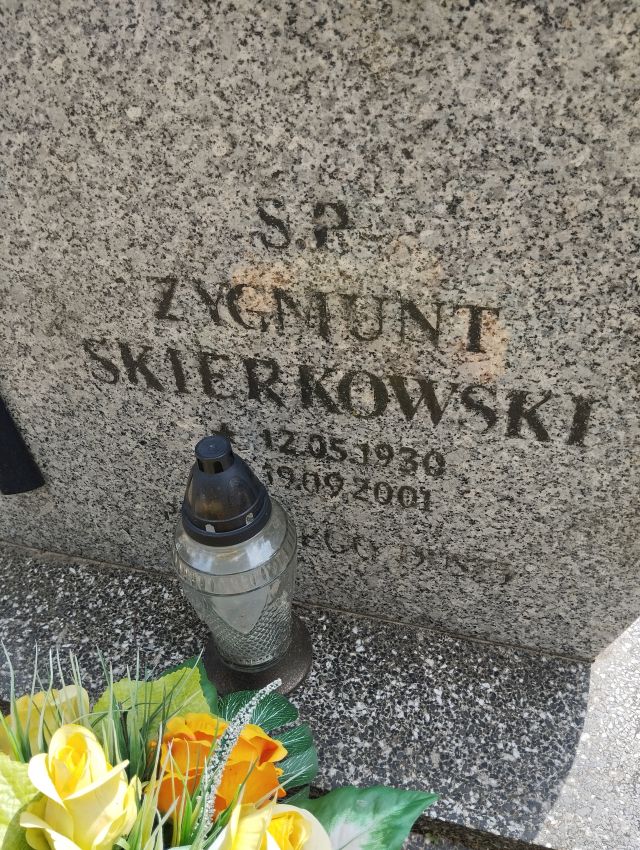 S.P.
ZYGMUNT
SKIERKOWSKI
12.05.1930
19.09.2001